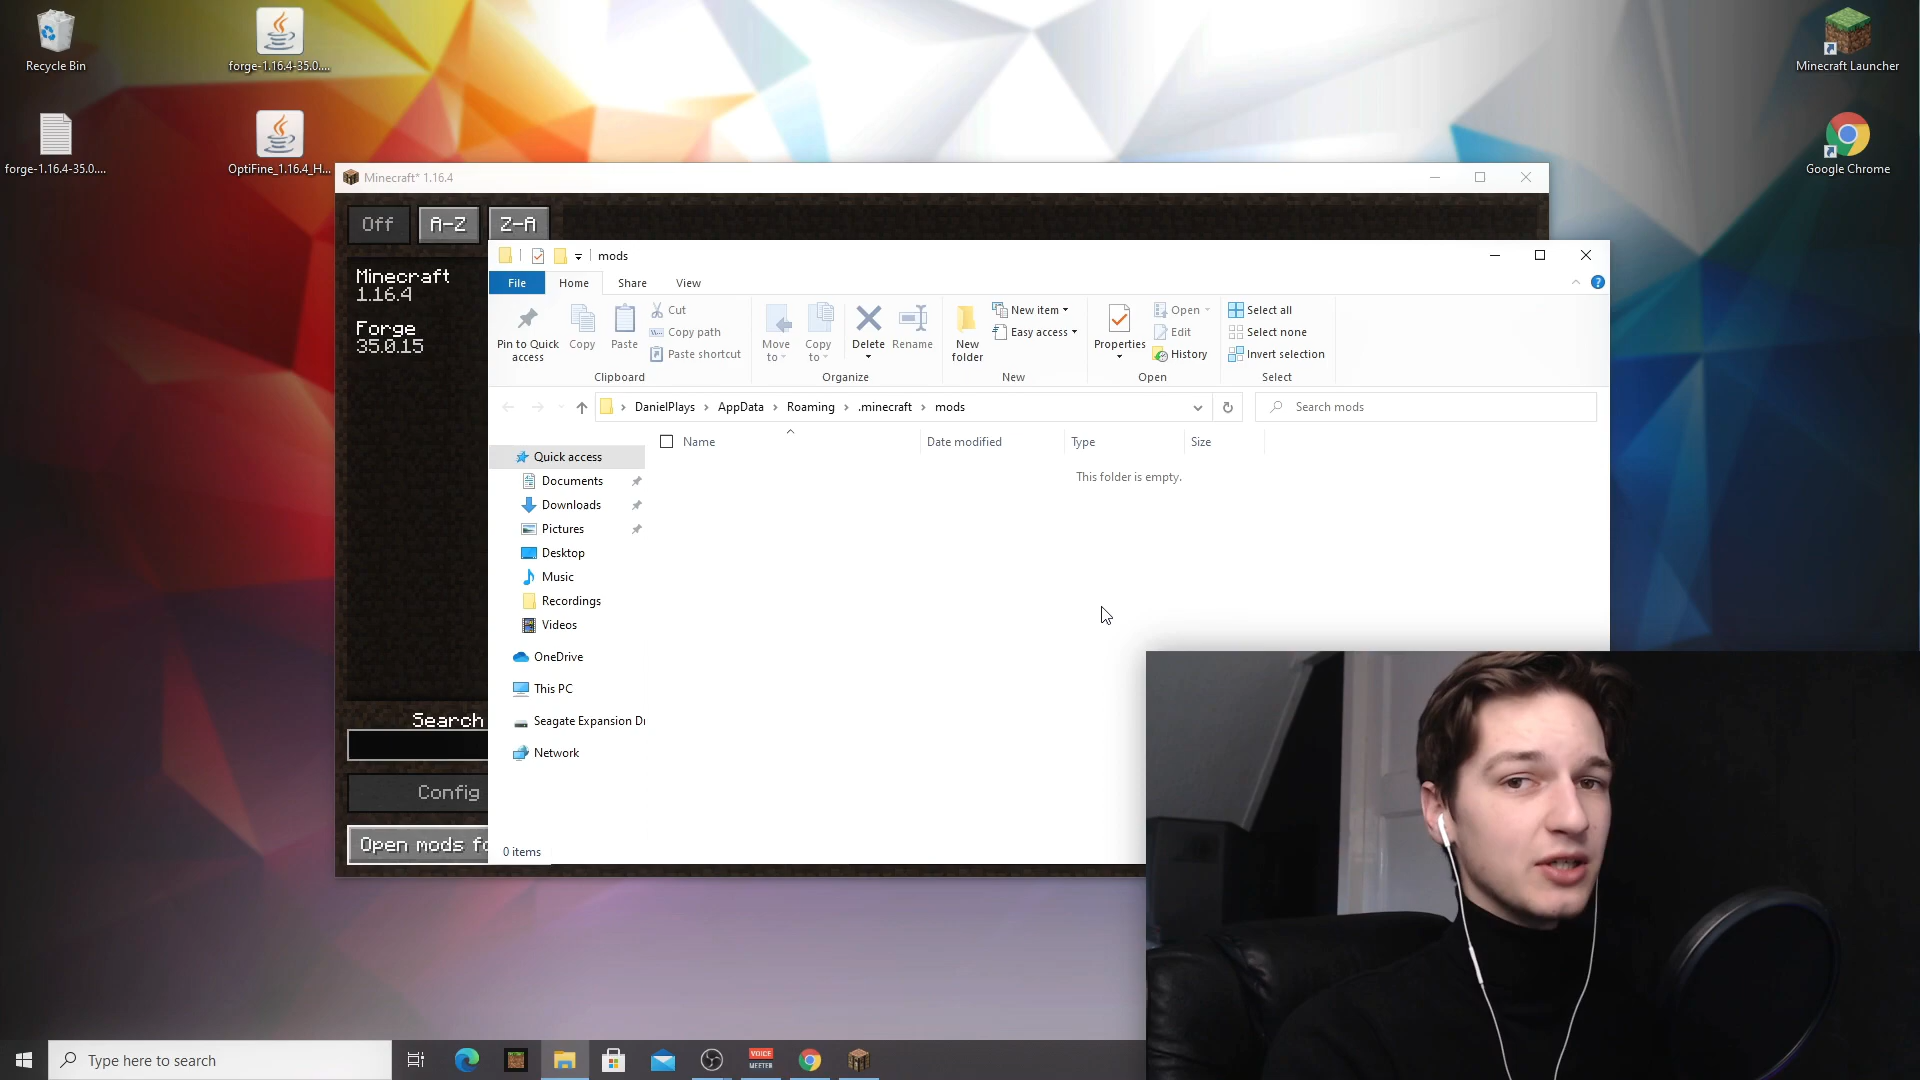 Recycle Bin
forge-1.16.4-35.0....
Minecraft Launcher
forge-1.16.4-35.0....
OptiFine_1.16.4_H...
Google Chrome
Minecraft* 1.16.4
Off
A-Z
Z-A
Minecraft
1.16.4
Forge
35.0.15
Search
Config
Open mods fo
mods
File
Home
Share
View
Pin to Quick
access
Copy
Paste
Cut
Copy path
Paste shortcut
Clipboard
Move
to
Copy
to
Delete
Rename
Organize
New
folder
New item
Easy access
New
Properties
Open
Edit
History
Open
Select all
Select none
Invert selection
Select
DanielPlays
AppData
Roaming
.minecraft
mods
Search mods
Name
Date modified
Type
Size
This folder is empty.
Quick access
Documents
Downloads
Pictures
Desktop
Music
Recordings
Videos
OneDrive
This PC
Seagate Expansion Dr
Network
0 items
Type here to search
VOICE
MEETER